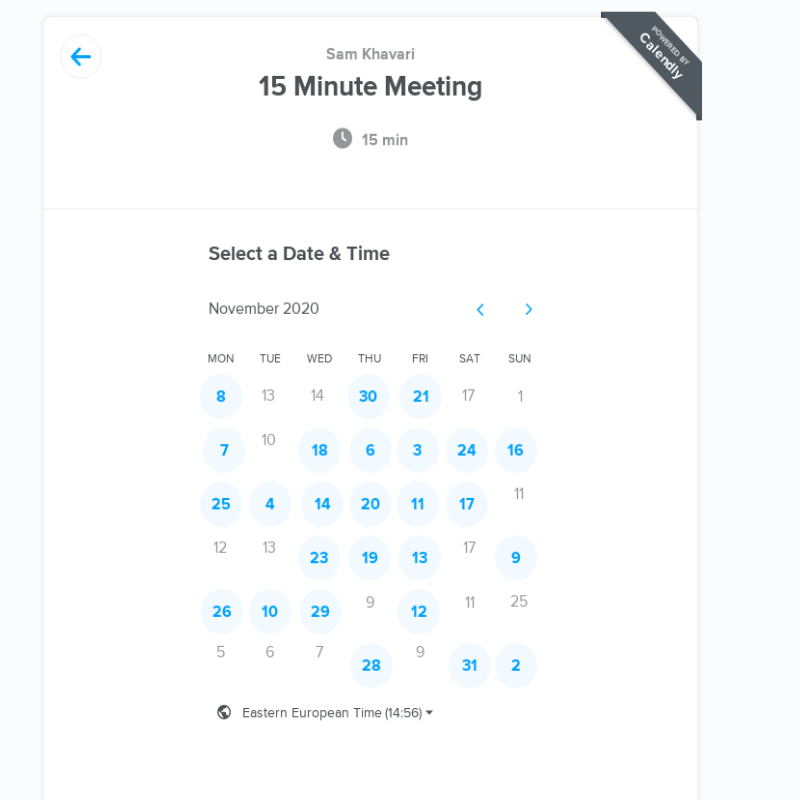 Sam Khavari
15 Minute Meeting
15 min
POWERED BY
Calendly
Select a Date & Time
November 2020
MON TUE WED THU FRI SAT SUN
8 13 14 30 21 17 1
7 10 18 6 3 24 16
25 4 14 20 11 17 11
12 13 23 19 13 17 9
26 10 29 9 12 11 25
5 6 7 28 9 31 2
Eastern European Time (14:56)